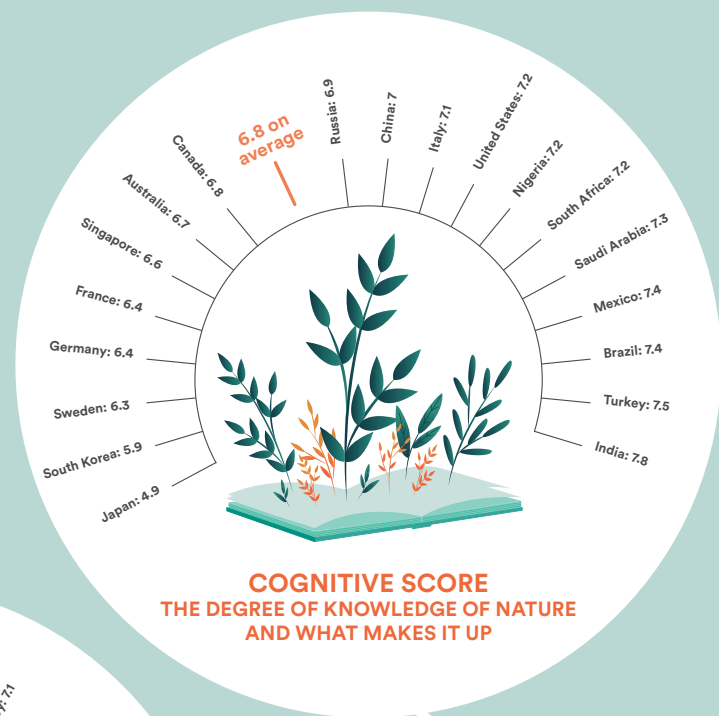 Japan: 4.9
South Korea: 5.9
Sweden: 6.3
Germany: 6.4
France: 6.4
Singapore: 6.6
Australia: 6.7
Canada: 6.8
6.8 on
average
Russia: 6.9
China: 7
Italy: 7.1
United States: 7.2
Nigeria: 7.2
South Africa: 7.2
Saudi Arabia: 7.3
Mexico: 7.4
Brazil: 7.4
Turkey: 7.5
India: 7.8
COGNITIVE SCORE
THE DEGREE OF KNOWLEDGE OF NATURE
AND WHAT MAKES IT UP
y: 7.1